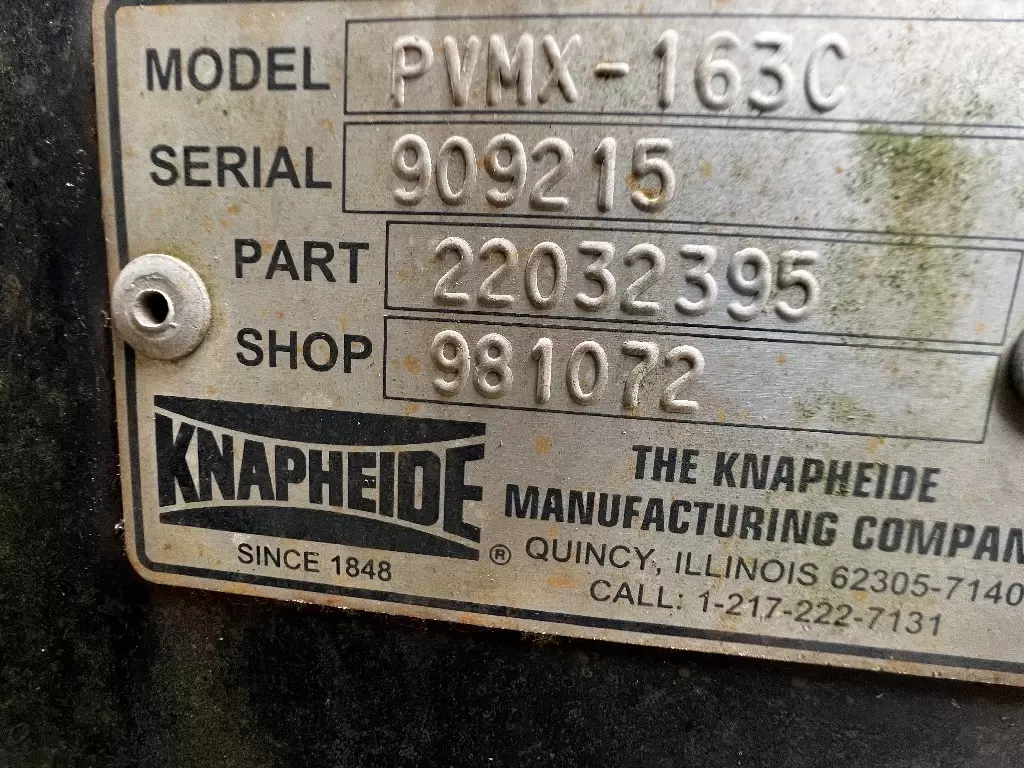 MODEL PVMX-163C
SERIAL 909215
PART 22032395
SHOP 981072
KNAPHEIDE
SINCE 1848
®
THE KNAPHEIDE
MANUFACTURING COMPAN
QUINCY, ILLINOIS 62305-7140
CALL: 1-217-222-7131